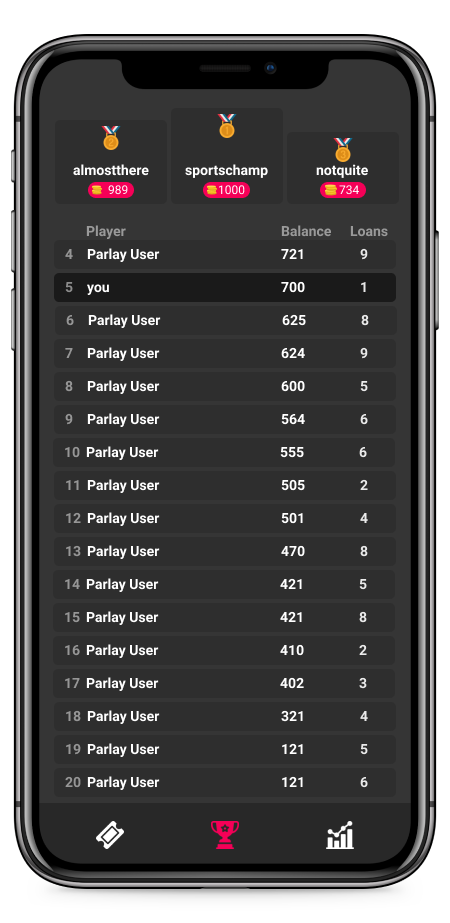 almostthere
989
sportschamp
1000
notquite
734
Player Balance Loans
4 Parlay User 721 9
5 you 700 1
6 Parlay User 625 8
7 Parlay User 624 9
8 Parlay User 600 5
9 Parlay User 564 6
10 Parlay User 555 6
11 Parlay User 505 2
12 Parlay User 501 4
13 Parlay User 470 8
14 Parlay User 421 5
15 Parlay User 421 8
16 Parlay User 410 2
17 Parlay User 402 3
18 Parlay User 321 4
19 Parlay User 121 5
20 Parlay User 121 6